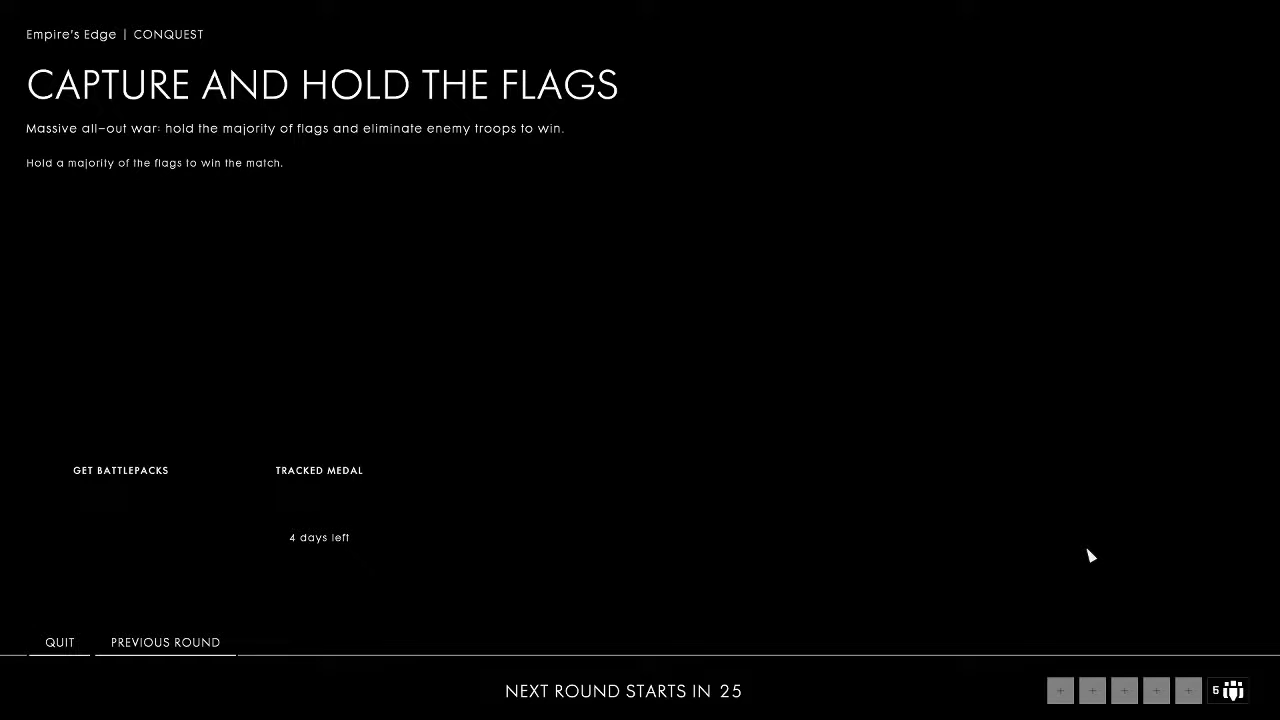 Empire's Edge | CONQUEST
CAPTURE AND HOLD THE FLAGS
Massive all-out war: hold the majority of flags and eliminate enemy troops to win.
Hold a majority of the flags to win the match.
GET BATTLEPACKS TRACKED MEDAL
4 days left
QUIT PREVIOUS ROUND
NEXT ROUND STARTS IN 25
+ + + + + 5